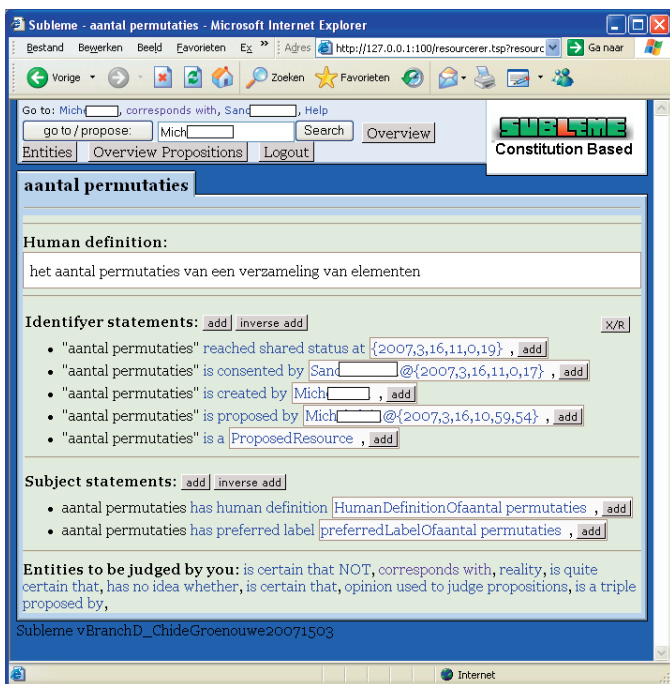 Subleme - aantal permutaties - Microsoft Internet Explorer
Bestand Bewerken Beeld Favorieten Ex » Adres http://127.0.0.1:100/resourcerer.tsp?resourc Ga naar
Vorige Zoeken Favorieten
Go to: Mich, corresponds with, Sand, Help
go to / propose: Mich Search Overview
Entities Overview Propositions Logout
SUBLEME
Constitution Based
aantal permutaties
Human definition:
het aantal permutaties van een verzameling van elementen
Identifyer statements: add inverse add X/R
• "aantal permutaties" reached shared status at {2007,3,16,11,0,19} , add
• "aantal permutaties" is consented by Sand @{2007,3,16,11,0,17} , add
• "aantal permutaties" is created by Mich , add
• "aantal permutaties" is proposed by Mich @{2007,3,16,10,59,54} , add
• "aantal permutaties" is a ProposedResource , add
Subject statements: add inverse add
• aantal permutaties has human definition HumanDefinitionOfaantal permutaties , add
• aantal permutaties has preferred label preferredLabelOfaantal permutaties , add
Entities to be judged by you: is certain that NOT, corresponds with, reality, is quite
certain that, has no idea whether, is certain that, opinion used to judge propositions, is a triple
proposed by,
Subleme vBranchD_ChideGroenouwe20071503
Internet